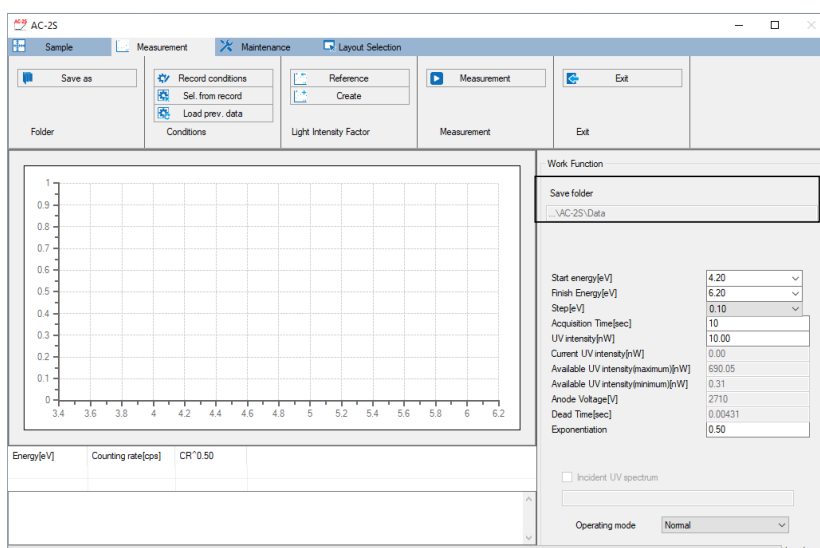 AC-2S
Sample Measurement Maintenance Layout Selection
Save as Record conditions Reference Measurement Exit
Sel. from record Create
Load prev. data
Folder Conditions Light Intensity Factor Measurement Exit
Work Function
Save folder
...\AC-2S\Data
1
0.9
0.8
0.7
0.6
0.5
0.4
0.3
0.2
0.1
0
3.4 3.6 3.8 4 4.2 4.4 4.6 4.8 5 5.2 5.4 5.6 5.8 6 6.2
Start energy[eV] 4.20
Finish Energy[eV] 6.20
Step[eV] 0.10
Acquisition Time[sec] 10
UV intensity[nW] 10.00
Current UV intensity[nW] 0.00
Available UV intensity(maximum)[nW] 690.05
Available UV intensity(minimum)[nW] 0.31
Anode Voltage[V] 2710
Dead Time[sec] 0.00431
Exponentiation 0.50
Energy[eV] Counting rate[cps] CR^0.50
Incident UV spectrum
Operating mode Normal